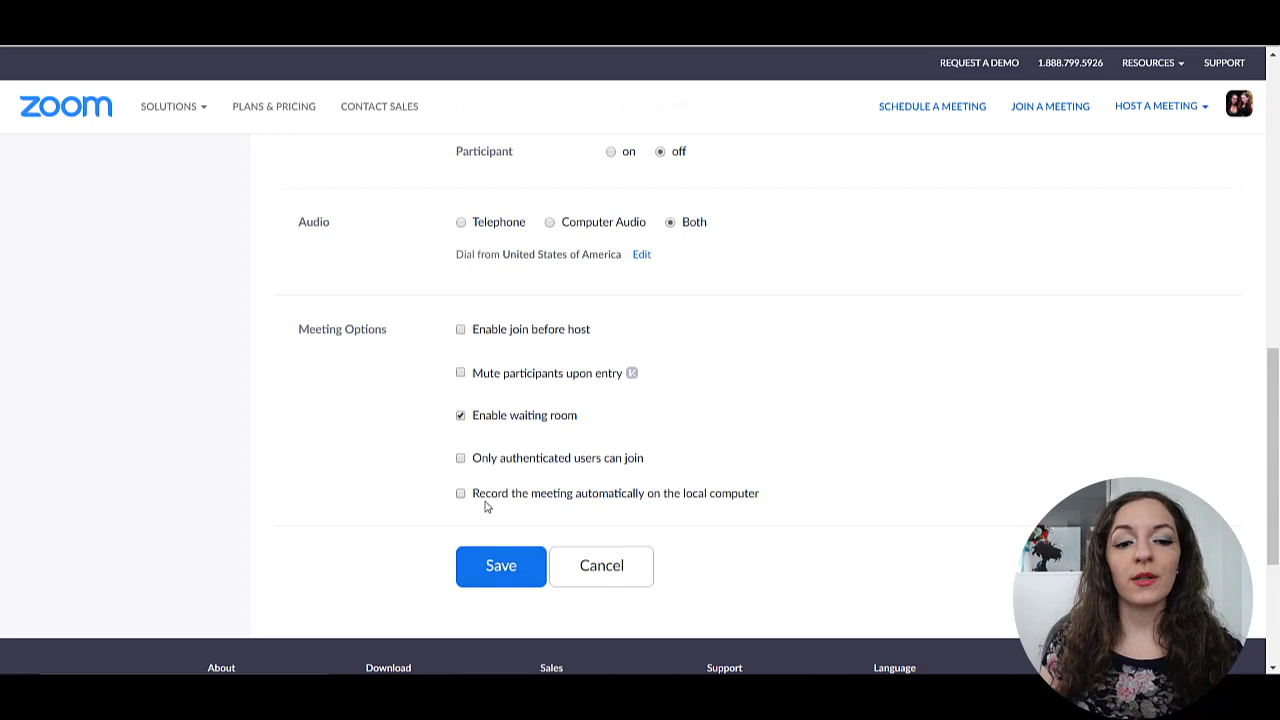 REQUEST A DEMO 1.888.799.5926 RESOURCES SUPPORT
zoom SOLUTIONS PLANS & PRICING CONTACT SALES SCHEDULE A MEETING JOIN A MEETING HOST A MEETING
Participant on off
Audio Telephone Computer Audio Both
Dial from United States of America Edit
Meeting Options Enable join before host
Mute participants upon entry
Enable waiting room
Only authenticated users can join
Record the meeting automatically on the local computer
Save Cancel
About Download Sales Support Language